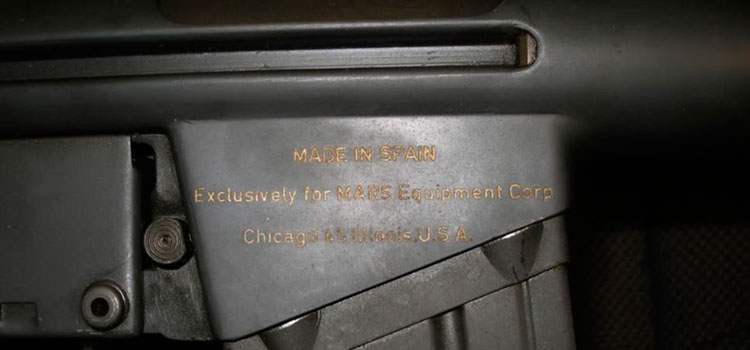 MADE IN SPAIN
Exclusively for MARS Equipment Corp
Chicago 45 Illinois, U.S.A.